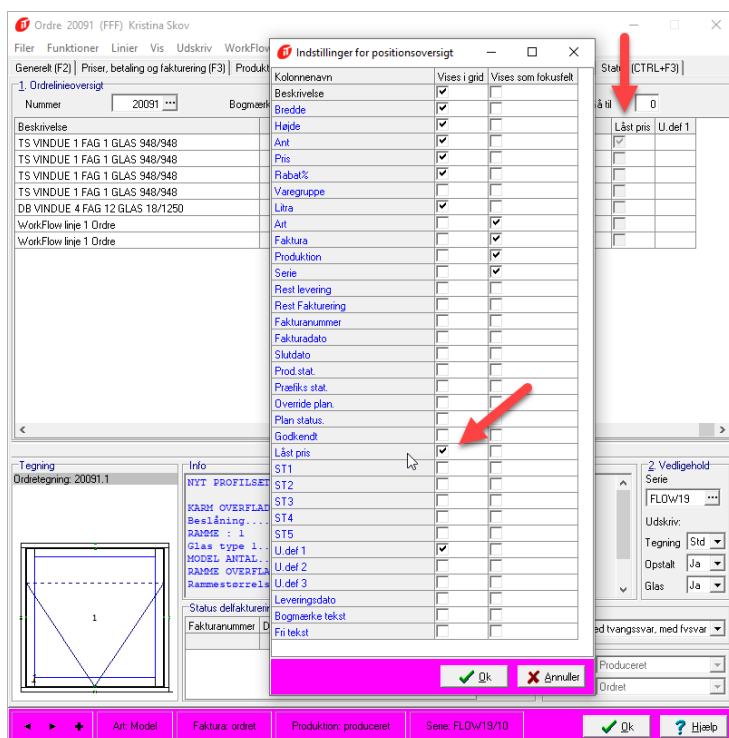 Ordre 20091 (FFF) Kristina Skov
Filer Funktioner Linier Vis Udskriv WorkFlow
Generelt (F2) Priser, betaling og fakturering (F3) Produkt
(CTRL+F3)
1. Ordrelinieoversigt
Nummer 20091 ... Bogmærk
å til 0
Beskrivelse Låst pris U.def 1
TS VINDUE 1 FAG 1 GLAS 948/948
TS VINDUE 1 FAG 1 GLAS 948/948
TS VINDUE 1 FAG 1 GLAS 948/948
TS VINDUE 1 FAG 1 GLAS 948/948
DB VINDUE 4 FAG 12 GLAS 18/1250
WorkFlow linje 1 Ordre
WorkFlow linje 1 Ordre
Indstillinger for positionsoversigt
Kolonnenavn Vises i grid Vises som fokusfelt
Beskrivelse
Bredde
Højde
Ant
Pris
Rabat%
Varegruppe
Litra
Art
Faktura
Produktion
Serie
Rest levering
Rest Fakturering
Fakturanummer
Fakturadato
Slutdato
Prod.stat.
Præfiks stat.
Override plan.
Plan status.
Godkendt
Låst pris
ST1
ST2
ST3
ST4
ST5
U.def 1
U.def 2
U.def 3
Leveringsdato
Bogmærke tekst
Fri tekst
Ok Annuller
Tegning
Ordretegning: 20091.1
1
Info
NYT PROFILSÆT
KARM OVERFLAD
Beslåning....
RAMME : 1
Glas type 1..
MODEL ANTAL..
RAMME OVERFLA
Rammestørrels
Status delfakturerin
Fakturanummer D
2 Vedligehold
Serie
FLOW19 ...
Udskriv:
Tegning Std
Opstalt Ja
Glas Ja
ed tvangssvar, med fvsvar
Produceret
Ordret
Art: Model Faktura: ordret Produktion: produceret Serie: FLOW19/10 Ok Hjælp